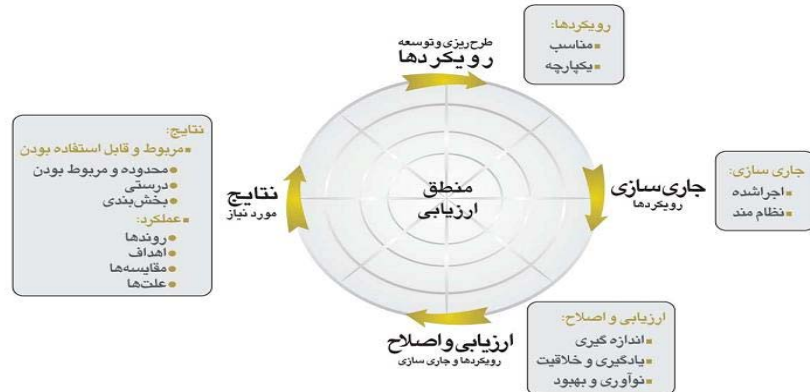 رویکردها:
مناسب
یکپارچه
طرح‌ریزی و توسعه
رویکردها
جاری سازی
رویکردها
جاری سازی:
اجرا شده
نظام مند
ارزیابی و اصلاح
رویکردها و جاری سازی
ارزیابی و اصلاح:
اندازه گیری
یادگیری و خلاقیت
نوآوری و بهبود
نتایج
مورد نیاز
نتایج:
مربوط و قابل استفاده بودن
محدوده و مربوط بودن
درستی
بخش‌بندی
عملکرد:
روندها
اهداف
مقایسه‌ها
علت‌ها
منطق
ارزیابی